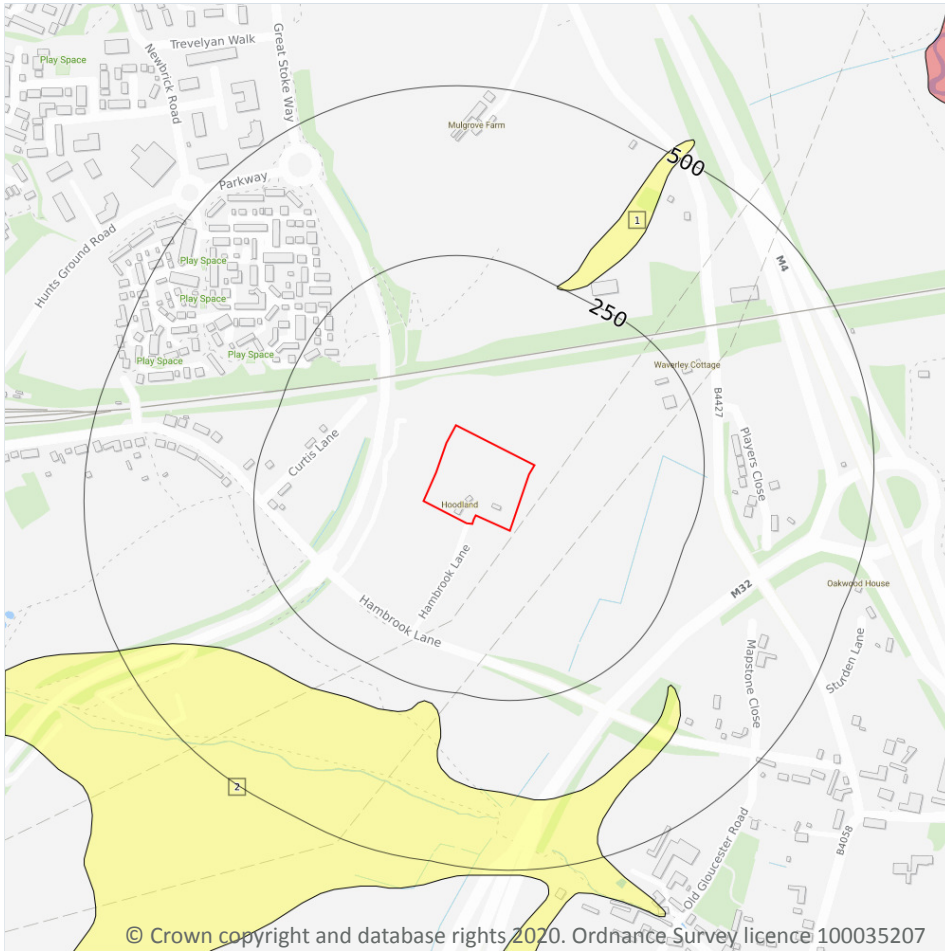 Trevelyan Walk
Play Space
Newbrick Road
Great Stoke Way
Mulgrove Farm
500
Parkway
1
Hunts Ground Road
Play Space
M4
Play Space
250
Play Space
Play Space
Waverley Cottage
B4427
Curtis Lane
Players Close
Hoodland
Hambrook Lane
M32
Oakwood House
Hambrook Lane
Mapstone Close
Sturden Lane
2
Old Gloucester Road
B4058
© Crown copyright and database rights 2020. Ordnance Survey licence 100035207